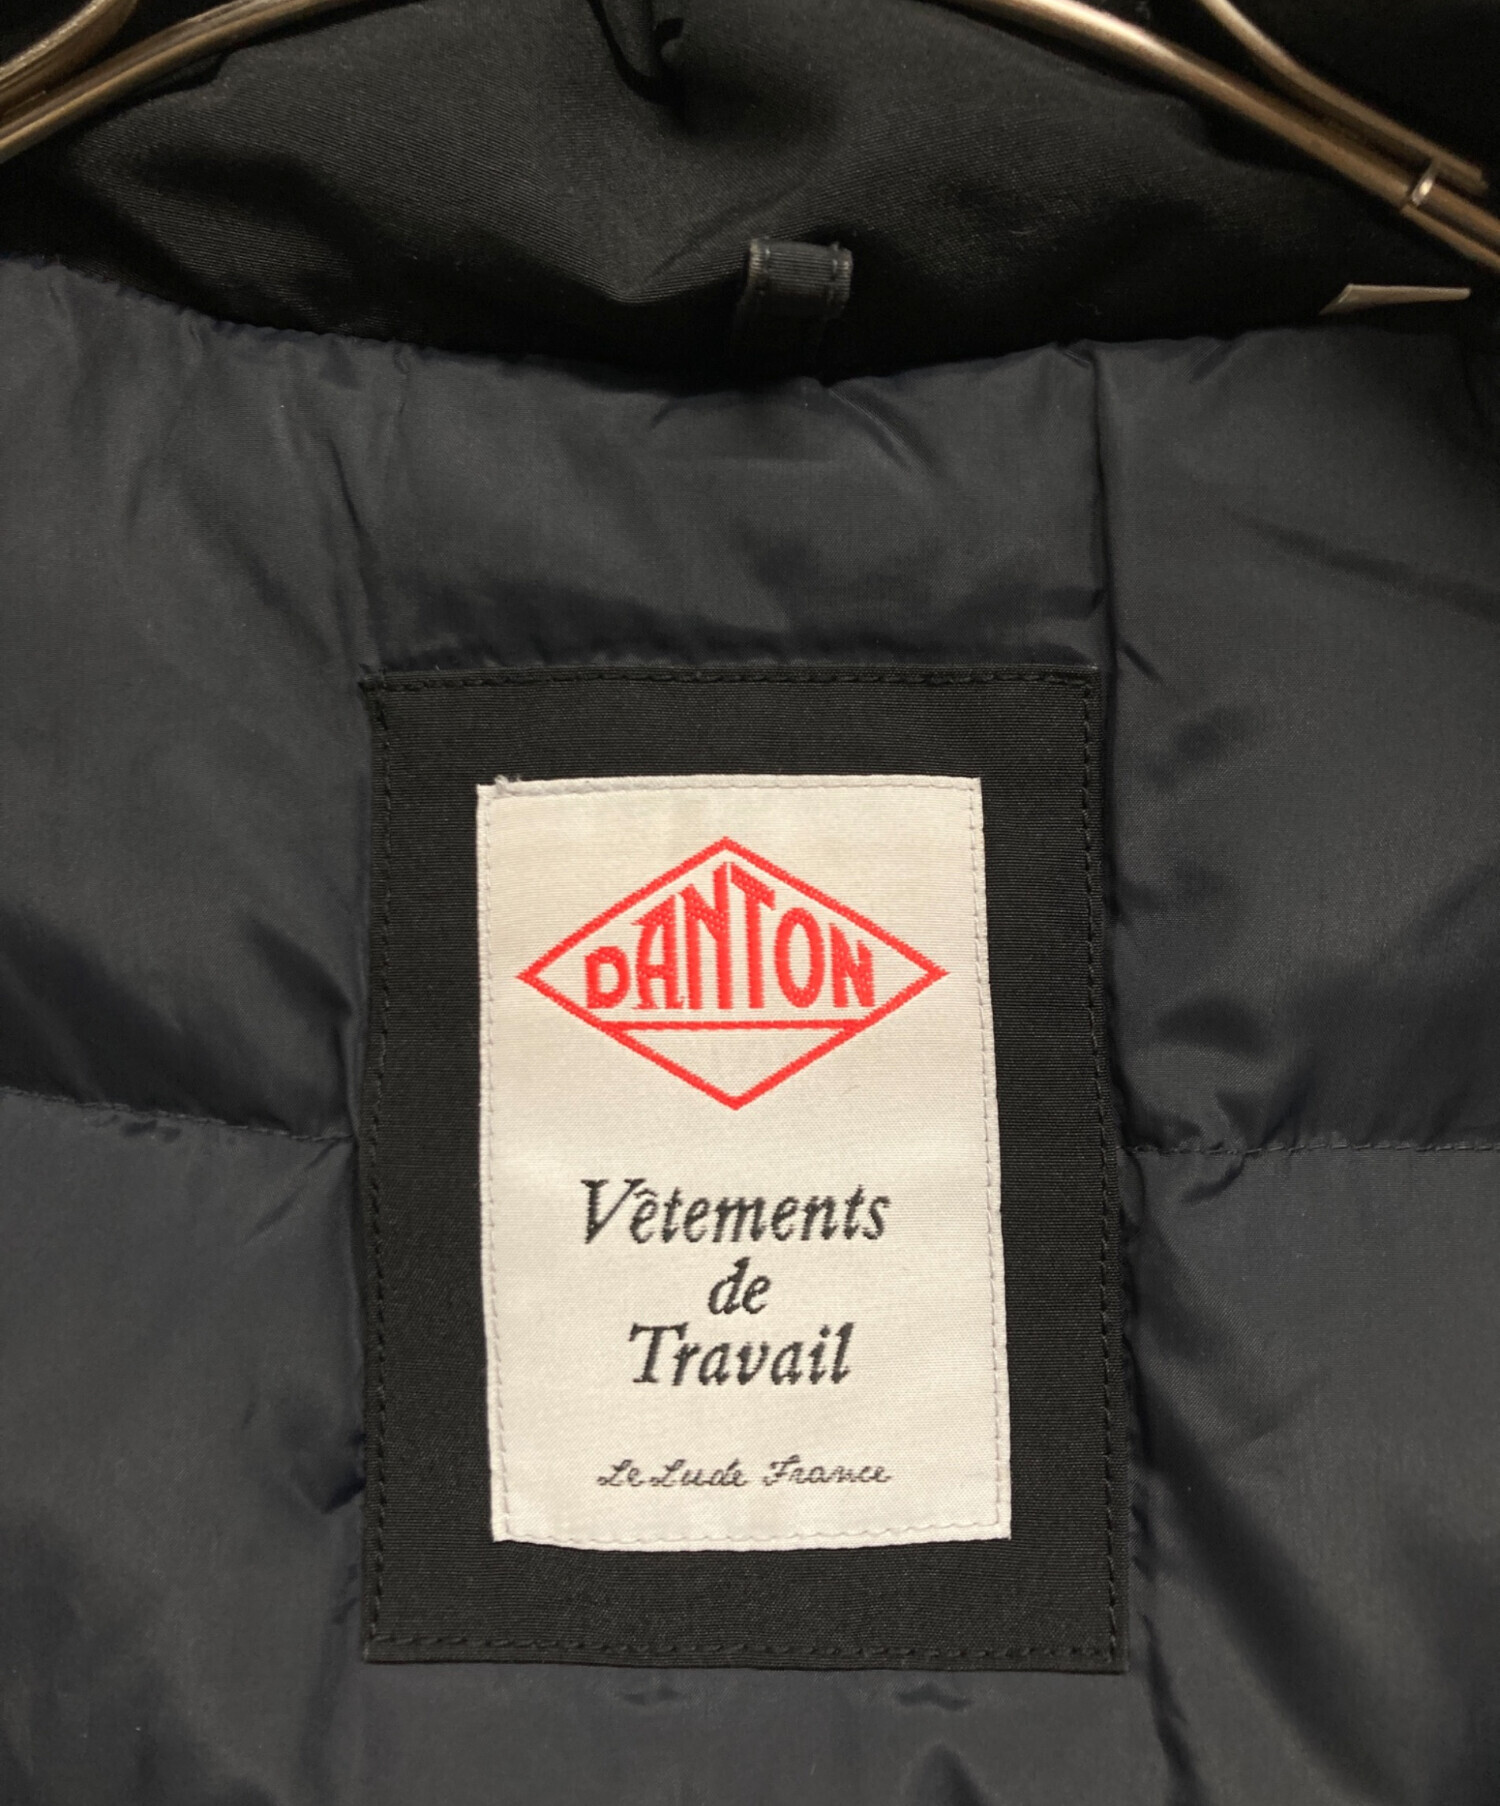 DANTON
Vêtements
de
Travail
Le Lude France